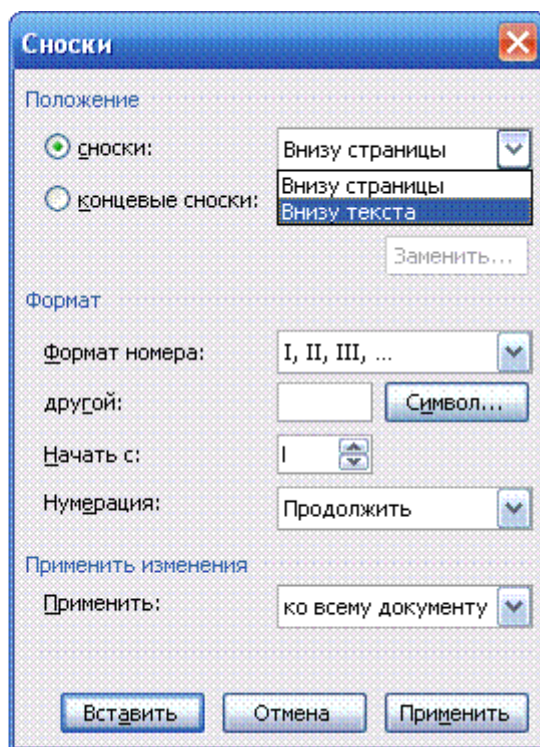 Сноски
Положение
сноски:
Внизу страницы
Внизу страницы
концевые сноски:
Внизу текста
Заменить...
Формат
Формат номера:
I, II, III, ...
другой:
Символ...
Начать с:
I
Нумерация:
Продолжить
Применить изменения
Применить:
ко всему документу
Вставить
Отмена
Применить